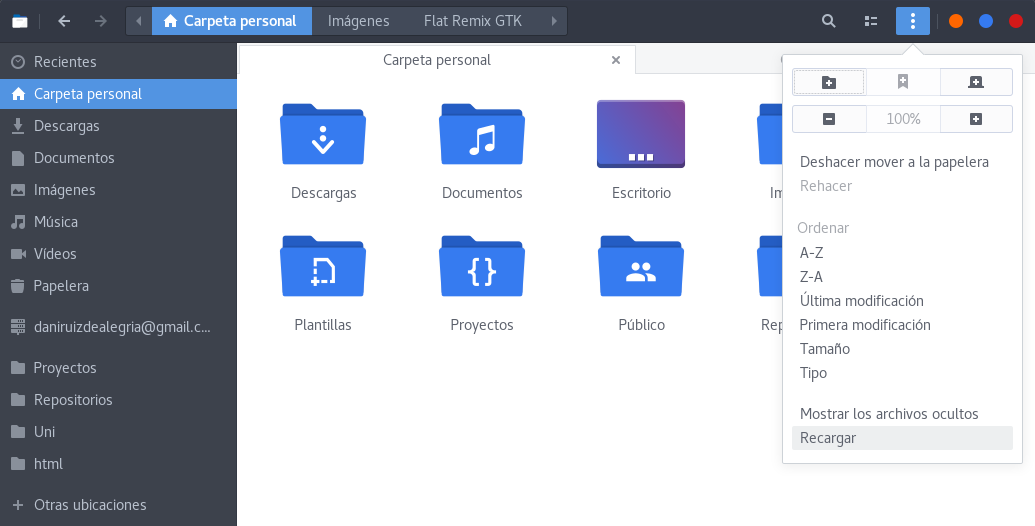 Carpeta personal
Imágenes
Flat Remix GTK
Recientes
Carpeta personal
Descargas
Documentos
Imágenes
Música
Vídeos
Papelera
daniruizdealegria@gmail.c...
Proyectos
Repositorios
Uni
html
Otras ubicaciones
Carpeta personal
Descargas
Documentos
Escritorio
Plantillas
Proyectos
Público
100%
Deshacer mover a la papelera
Rehacer
Ordenar
A-Z
Z-A
Última modificación
Primera modificación
Tamaño
Tipo
Mostrar los archivos ocultos
Recargar